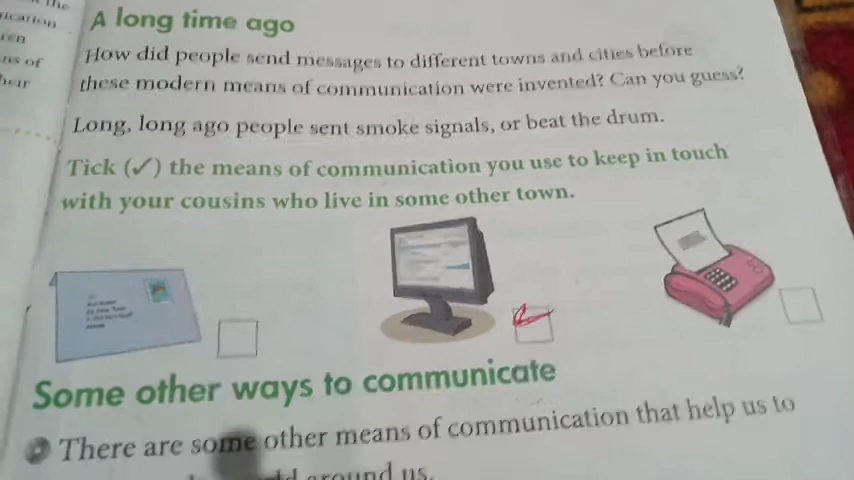 A long time ago
How did people send messages to different towns and cities before
these modern means of communication were invented? Can you guess?
Long, long ago people sent smoke signals, or beat the drum.
Tick (✓) the means of communication you use to keep in touch
with your cousins who live in some other town.
Some other ways to communicate
There are some other means of communication that help us to
around us.